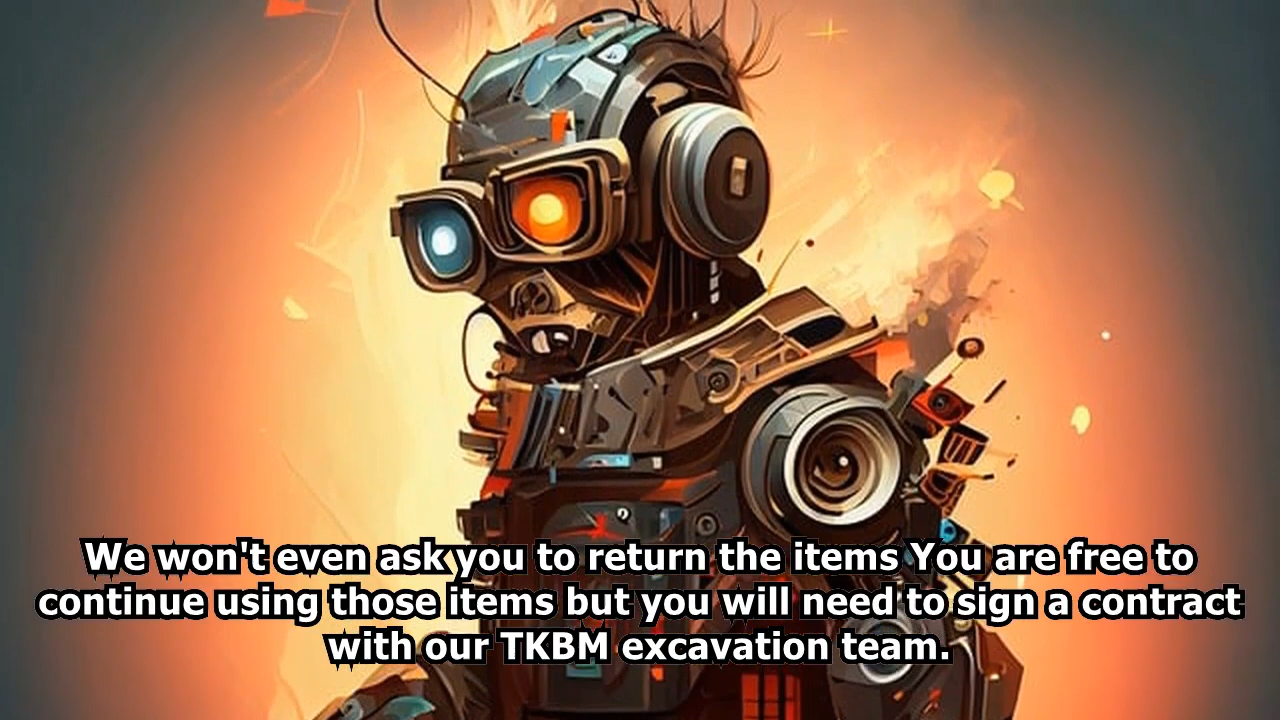 We won't even ask you to return the items You are free to
continue using those items but you will need to sign a contract
with our TKBM excavation team.